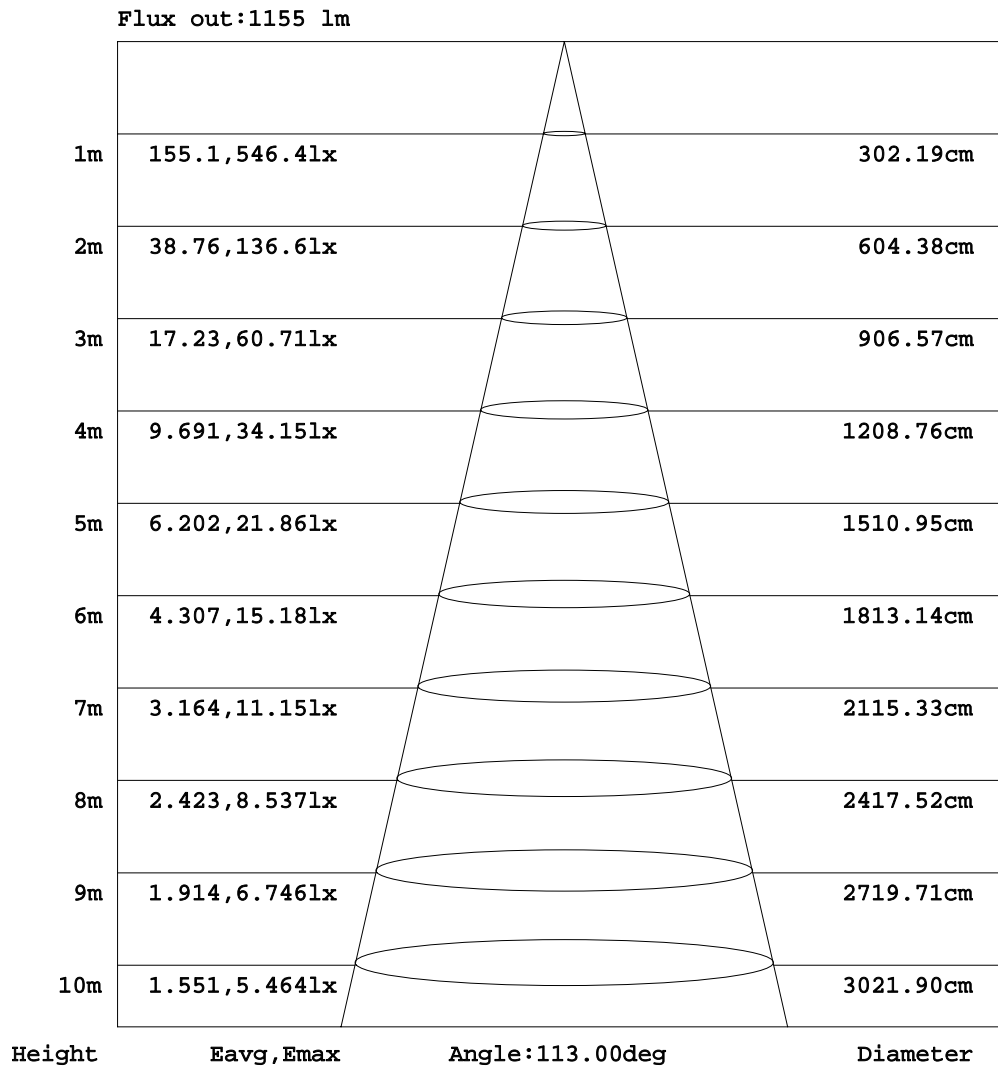 Flux out:1155 lm
1m 155.1,546.4lx 302.19cm
2m 38.76,136.6lx 604.38cm
3m 17.23,60.71lx 906.57cm
4m 9.691,34.15lx 1208.76cm
5m 6.202,21.86lx 1510.95cm
6m 4.307,15.18lx 1813.14cm
7m 3.164,11.15lx 2115.33cm
8m 2.423,8.537lx 2417.52cm
9m 1.914,6.746lx 2719.71cm
10m 1.551,5.464lx 3021.90cm
Height Eavg,Emax Angle:113.00deg Diameter